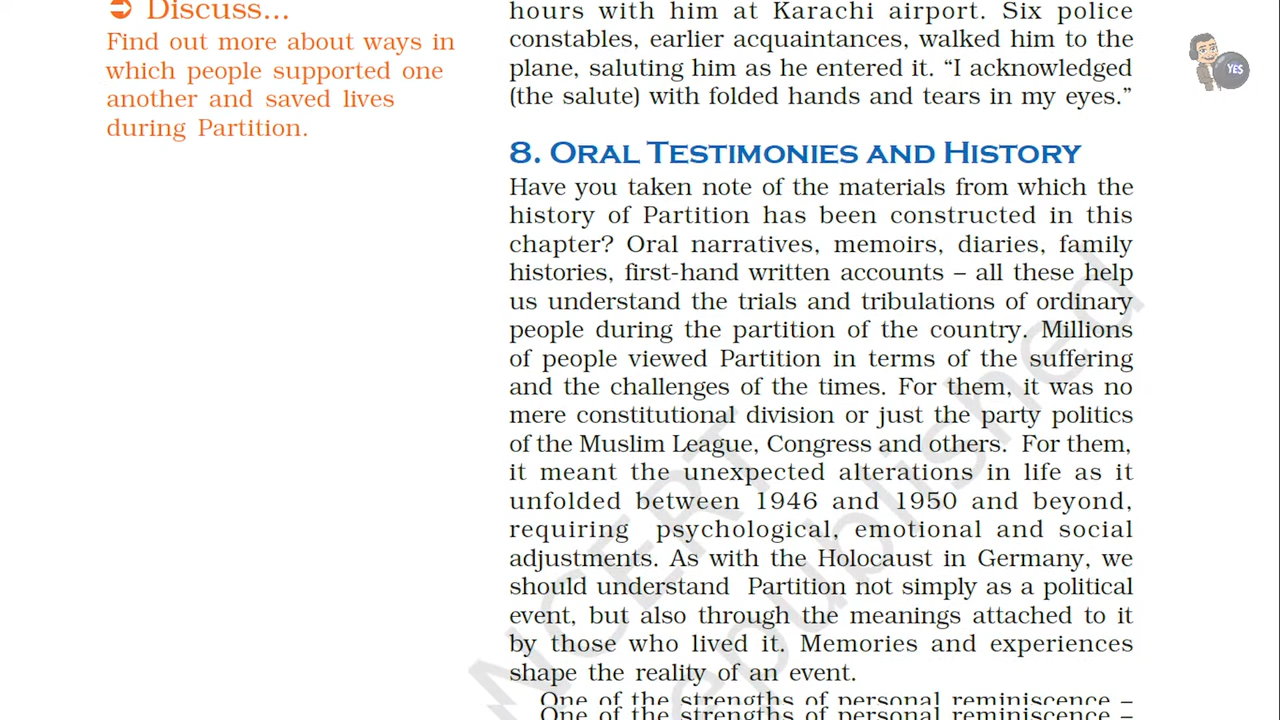 ➲ Discuss...
Find out more about ways in
which people supported one
another and saved lives
during Partition.
hours with him at Karachi airport. Six police
constables, earlier acquaintances, walked him to the
plane, saluting him as he entered it. “I acknowledged
(the salute) with folded hands and tears in my eyes.”
8. ORAL TESTIMONIES AND HISTORY
Have you taken note of the materials from which the
history of Partition has been constructed in this
chapter? Oral narratives, memoirs, diaries, family
histories, first-hand written accounts – all these help
us understand the trials and tribulations of ordinary
people during the partition of the country. Millions
of people viewed Partition in terms of the suffering
and the challenges of the times. For them, it was no
mere constitutional division or just the party politics
of the Muslim League, Congress and others. For them,
it meant the unexpected alterations in life as it
unfolded between 1946 and 1950 and beyond,
requiring psychological, emotional and social
adjustments. As with the Holocaust in Germany, we
should understand Partition not simply as a political
event, but also through the meanings attached to it
by those who lived it. Memories and experiences
shape the reality of an event.
One of the strengths of personal reminiscence –
One of the strengths of personal reminiscence –
YES
NCERT
republished